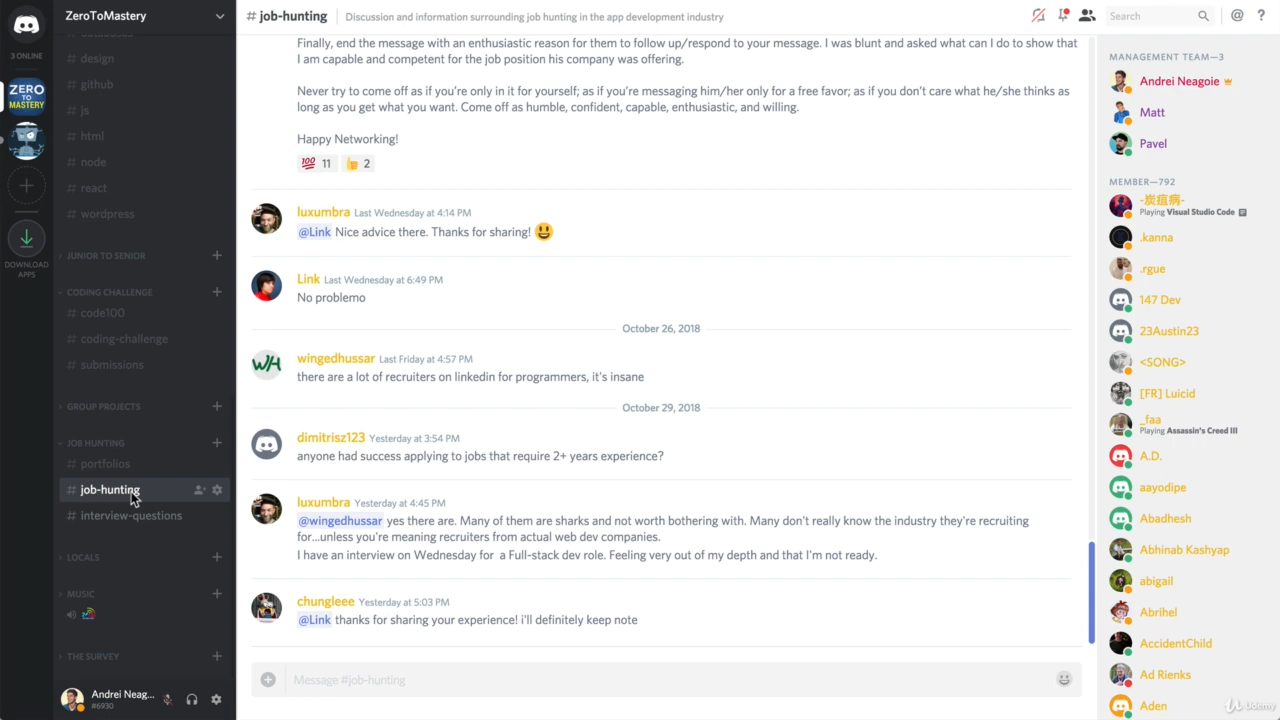 ZeroToMastery
# job-hunting
Discussion and information surrounding job hunting in the app development industry
Search
3 ONLINE
ZERO
TO
MASTERY
DOWNLOAD
APPS
# databases
# design
# github
# js
# html
# node
# react
# wordpress
JUNIOR TO SENIOR
CODING CHALLENGE
# code100
# coding-challenge
# submissions
GROUP PROJECTS
JOB HUNTING
# portfolios
# job-hunting
# interview-questions
LOCALS
MUSIC
THE SURVEY
Andrei Neag...
#6930
Finally, end the message with an enthusiastic reason for them to follow up/respond to your message. I was blunt and asked what can I do to show that
I am capable and competent for the job position his company was offering.
Never try to come off as if you're only in it for yourself; as if you're messaging him/her only for a free favor; as if you don't care what he/she thinks as
long as you get what you want. Come off as humble, confident, capable, enthusiastic, and willing.
Happy Networking!
💯 11 👍 2
luxumbra Last Wednesday at 4:14 PM
@Link Nice advice there. Thanks for sharing! 😃
Link Last Wednesday at 6:49 PM
No problemo
October 26, 2018
WH
wingedhussar Last Friday at 4:57 PM
there are a lot of recruiters on linkedin for programmers, it's insane
October 29, 2018
dimitrisz123 Yesterday at 3:54 PM
anyone had success applying to jobs that require 2+ years experience?
luxumbra Yesterday at 4:45 PM
@wingedhussar yes there are. Many of them are sharks and not worth bothering with. Many don't really know the industry they're recruiting
for...unless you're meaning recruiters from actual web dev companies.
I have an interview on Wednesday for a Full-stack dev role. Feeling very out of my depth and that I'm not ready.
chungleee Yesterday at 5:03 PM
@Link thanks for sharing your experience! i'll definitely keep note
Message #job-hunting
MANAGEMENT TEAM—3
Andrei Neagoie
Matt
Pavel
MEMBER—792
-炭疽病-
Playing Visual Studio Code
.kanna
.rgue
147 Dev
23Austin23
<SONG>
[FR] Luicid
_faa
Playing Assassin's Creed III
A.D.
aayodipe
Abadhesh
Abhinab Kashyap
abigail
Abrihel
AccidentChild
Ad Rienks
Aden
Udemy